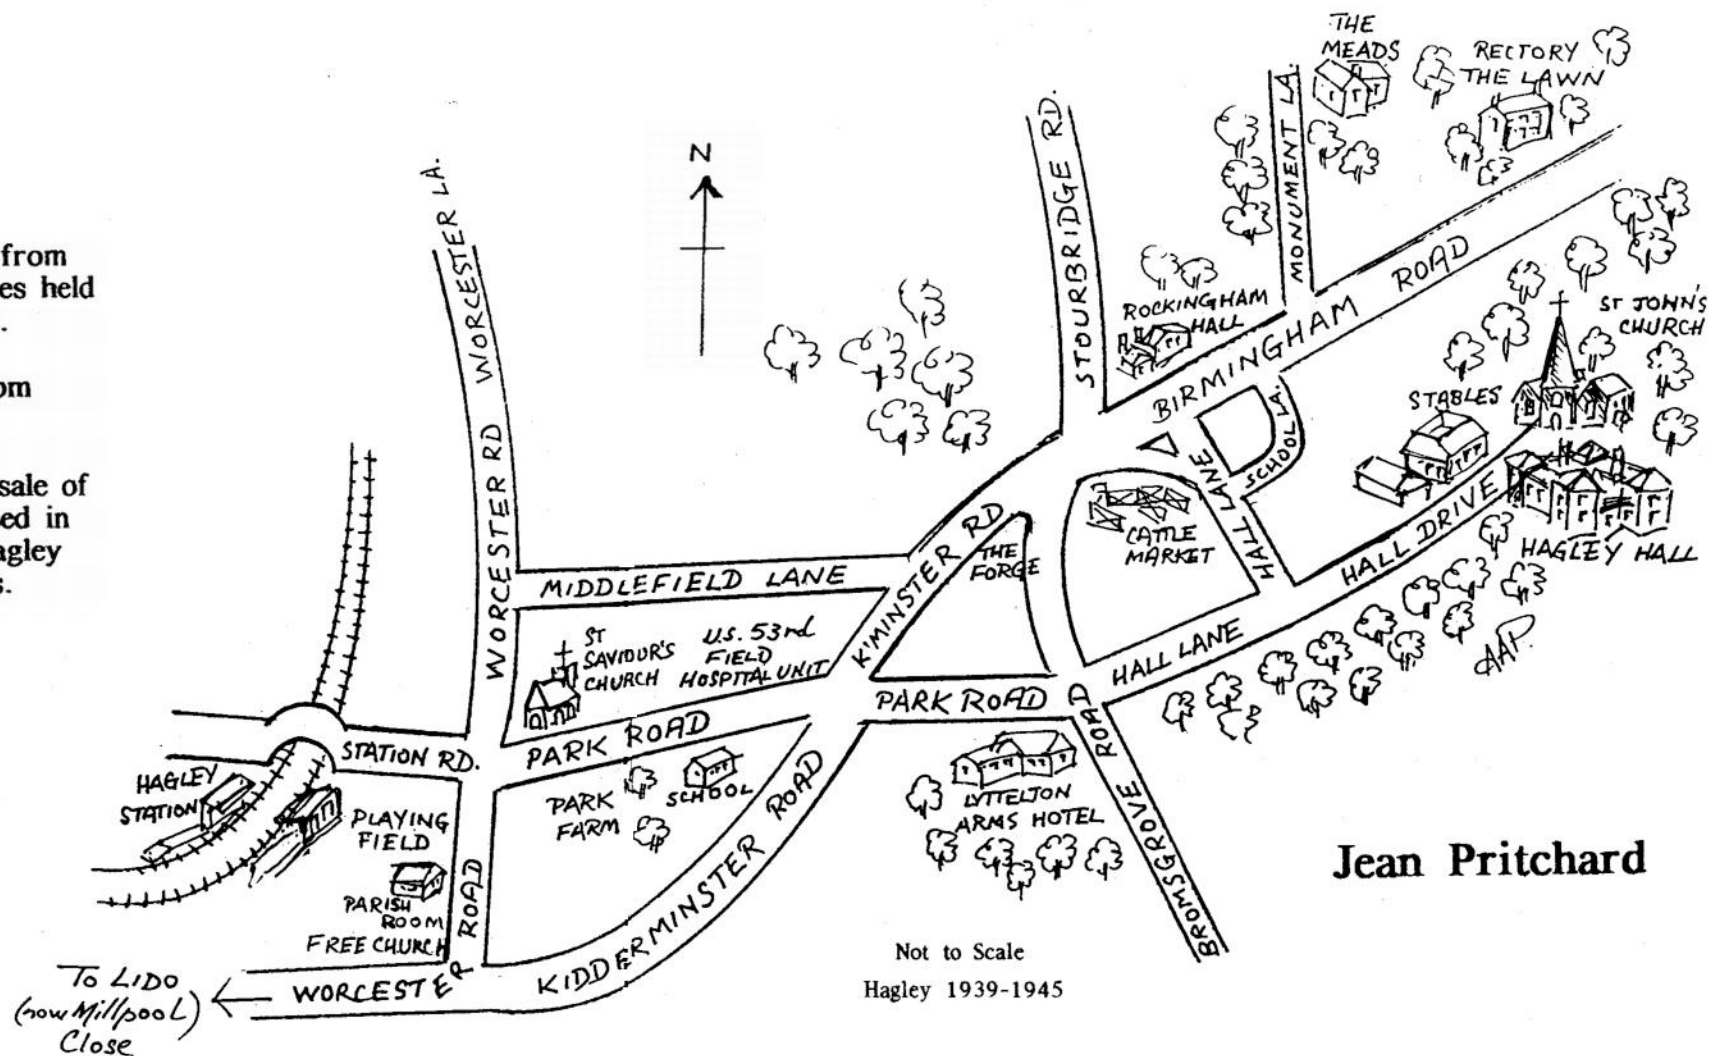 from
es held
.
om
sale of
ed in
agley
s.
N
THE
MEADS
RECTORY
THE LAWN
WORCESTER LA.
WORCESTER RD
WORCESTER RD
STOURBRIDGE RD.
MONUMENT LA.
ROCKINGHAM
HALL
BIRMINGHAM ROAD
ST JOHN'S
CHURCH
STABLES
SCHOOL LA.
HALL LANE
HALL DRIVE
HAGLEY HALL
CATTLE
MARKET
THE
FORGE
K'MINSTER RD
MIDDLEFIELD LANE
ST
SAVIOUR'S
CHURCH
U.S. 53rd
FIELD
HOSPITAL UNIT
HALL LANE
AAP.
PARK ROAD
PARK ROAD
STATION RD.
HAGLEY
STATION
PLAYING
FIELD
PARK
FARM
SCHOOL
LYTTELTON
ARMS HOTEL
BROMSGROVE ROAD
PARISH
ROOM
FREE CHURCH
WORCESTER ROAD
KIDDERMINSTER ROAD
To LIDO
(now Millpool)
Close
Jean Pritchard
Not to Scale
Hagley 1939-1945